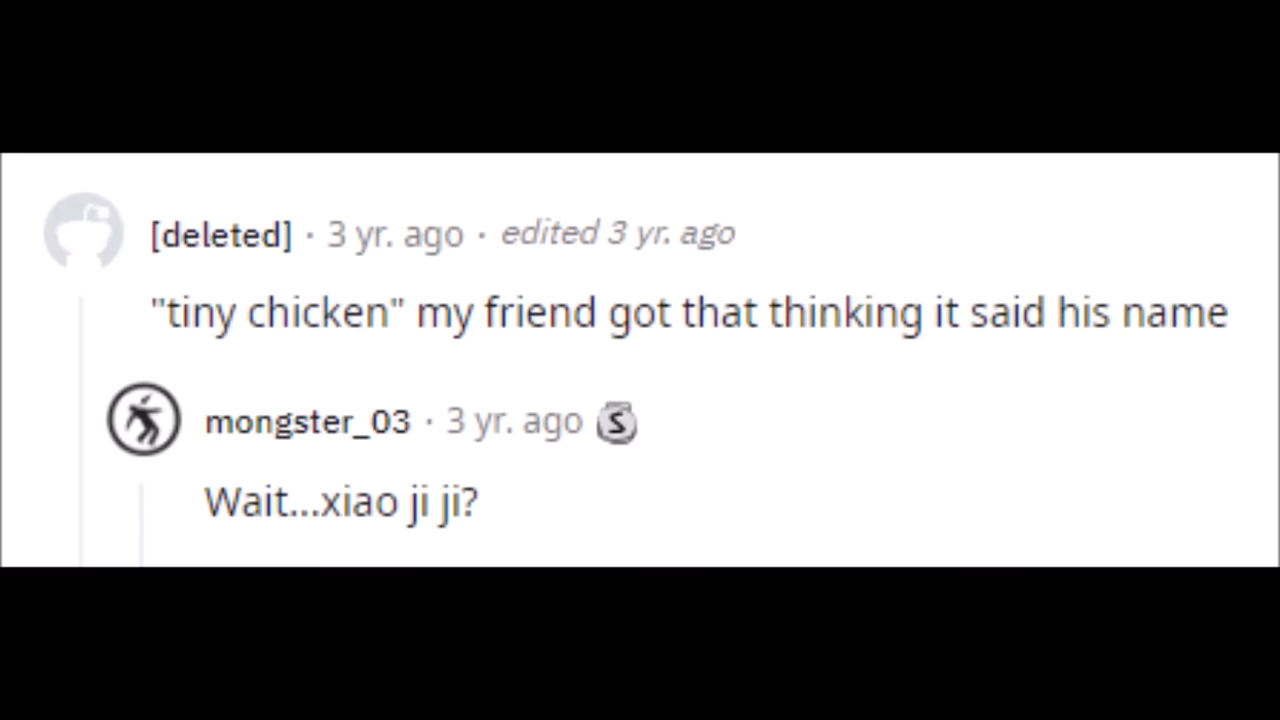 [deleted] · 3 yr. ago · edited 3 yr. ago
"tiny chicken" my friend got that thinking it said his name
mongster_03 · 3 yr. ago S
Wait...xiao ji ji?